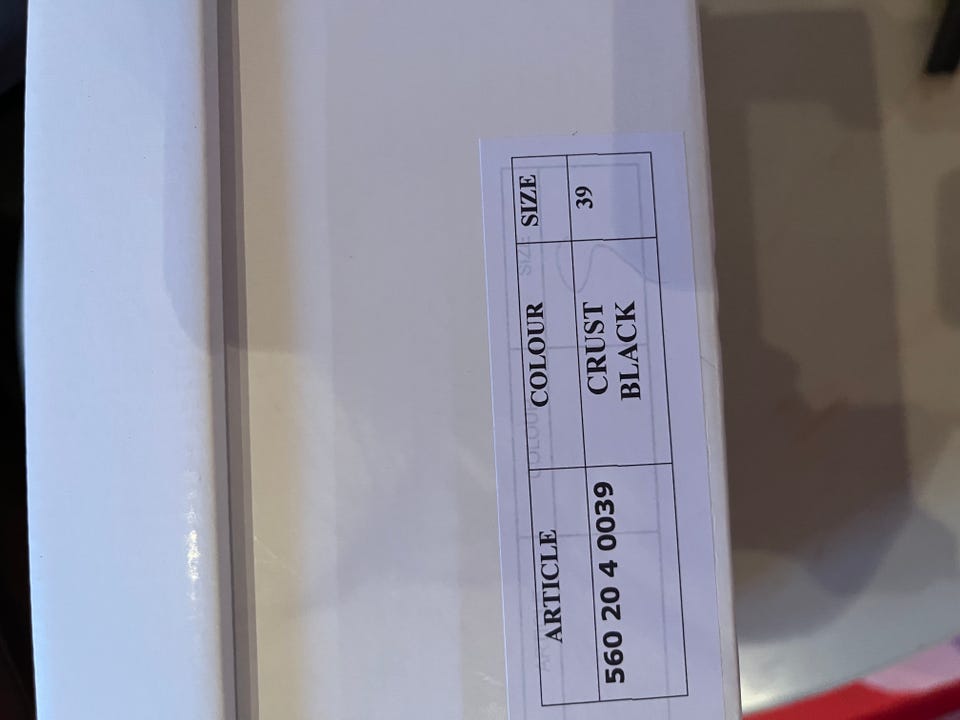 ARTICLE COLOUR SIZE
560 20 4 0039 CRUST 39
BLACK